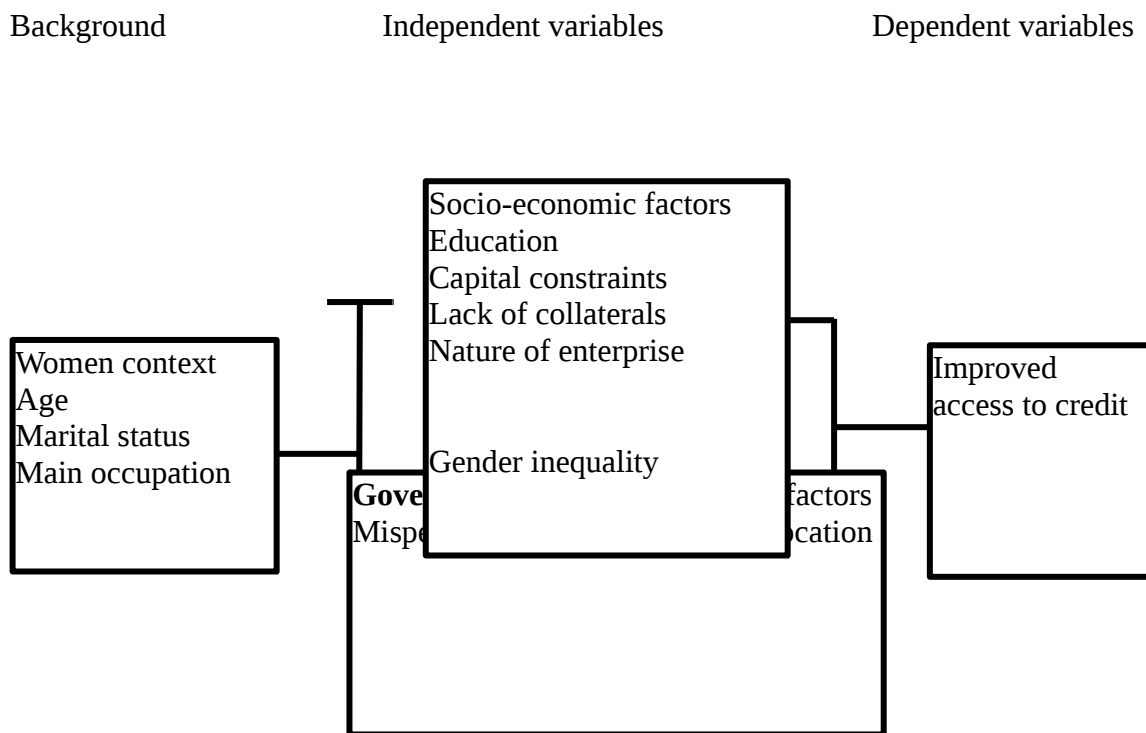 Background Independent variables Dependent variables
Socio-economic factors
Education
Capital constraints
Lack of collaterals
Nature of enterprise
Gender inequality
Women context
Age
Marital status
Main occupation
factors
Improved
access to credit